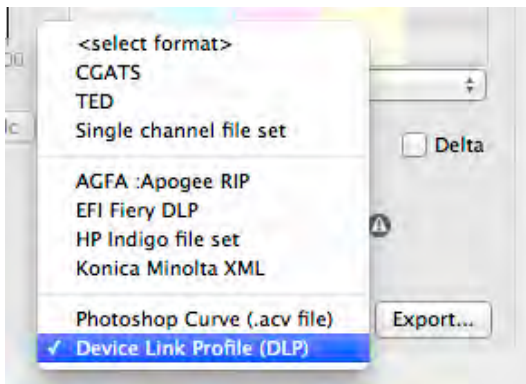 <select format>
CGATS
TED
Single channel file set
Delta
AGFA :Apogee RIP
EFI Fiery DLP
HP Indigo file set
Konica Minolta XML
Photoshop Curve (.acv file)
Export...
✓ Device Link Profile (DLP)